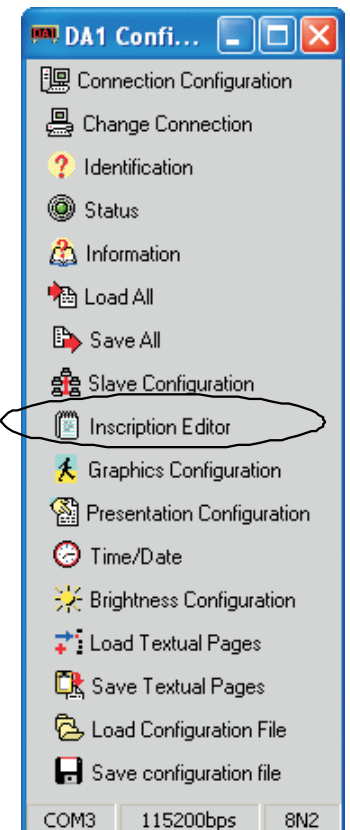 DA1 DA1 Confi...
Connection Configuration
Change Connection
Identification
Status
Information
Load All
Save All
Slave Configuration
Inscription Editor
Graphics Configuration
Presentation Configuration
Time/Date
Brightness Configuration
Load Textual Pages
Save Textual Pages
Load Configuration File
Save configuration file
COM3 115200bps 8N2